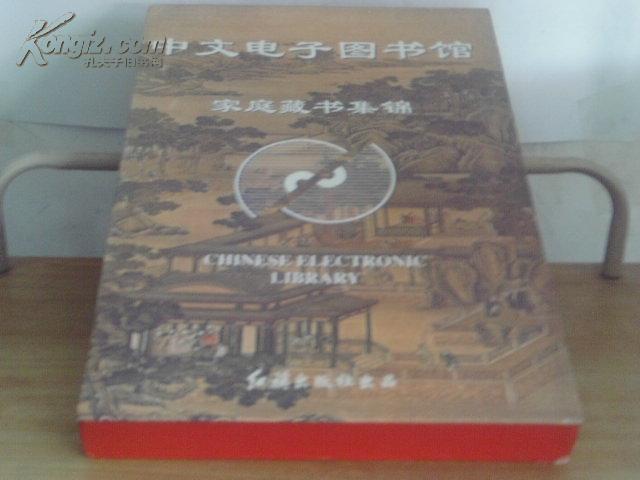 Kongfz.com
孔夫子旧书网
中文电子图书馆
家庭藏书集锦
CHINESE ELECTRONIC
LIBRARY
红旗出版社出品